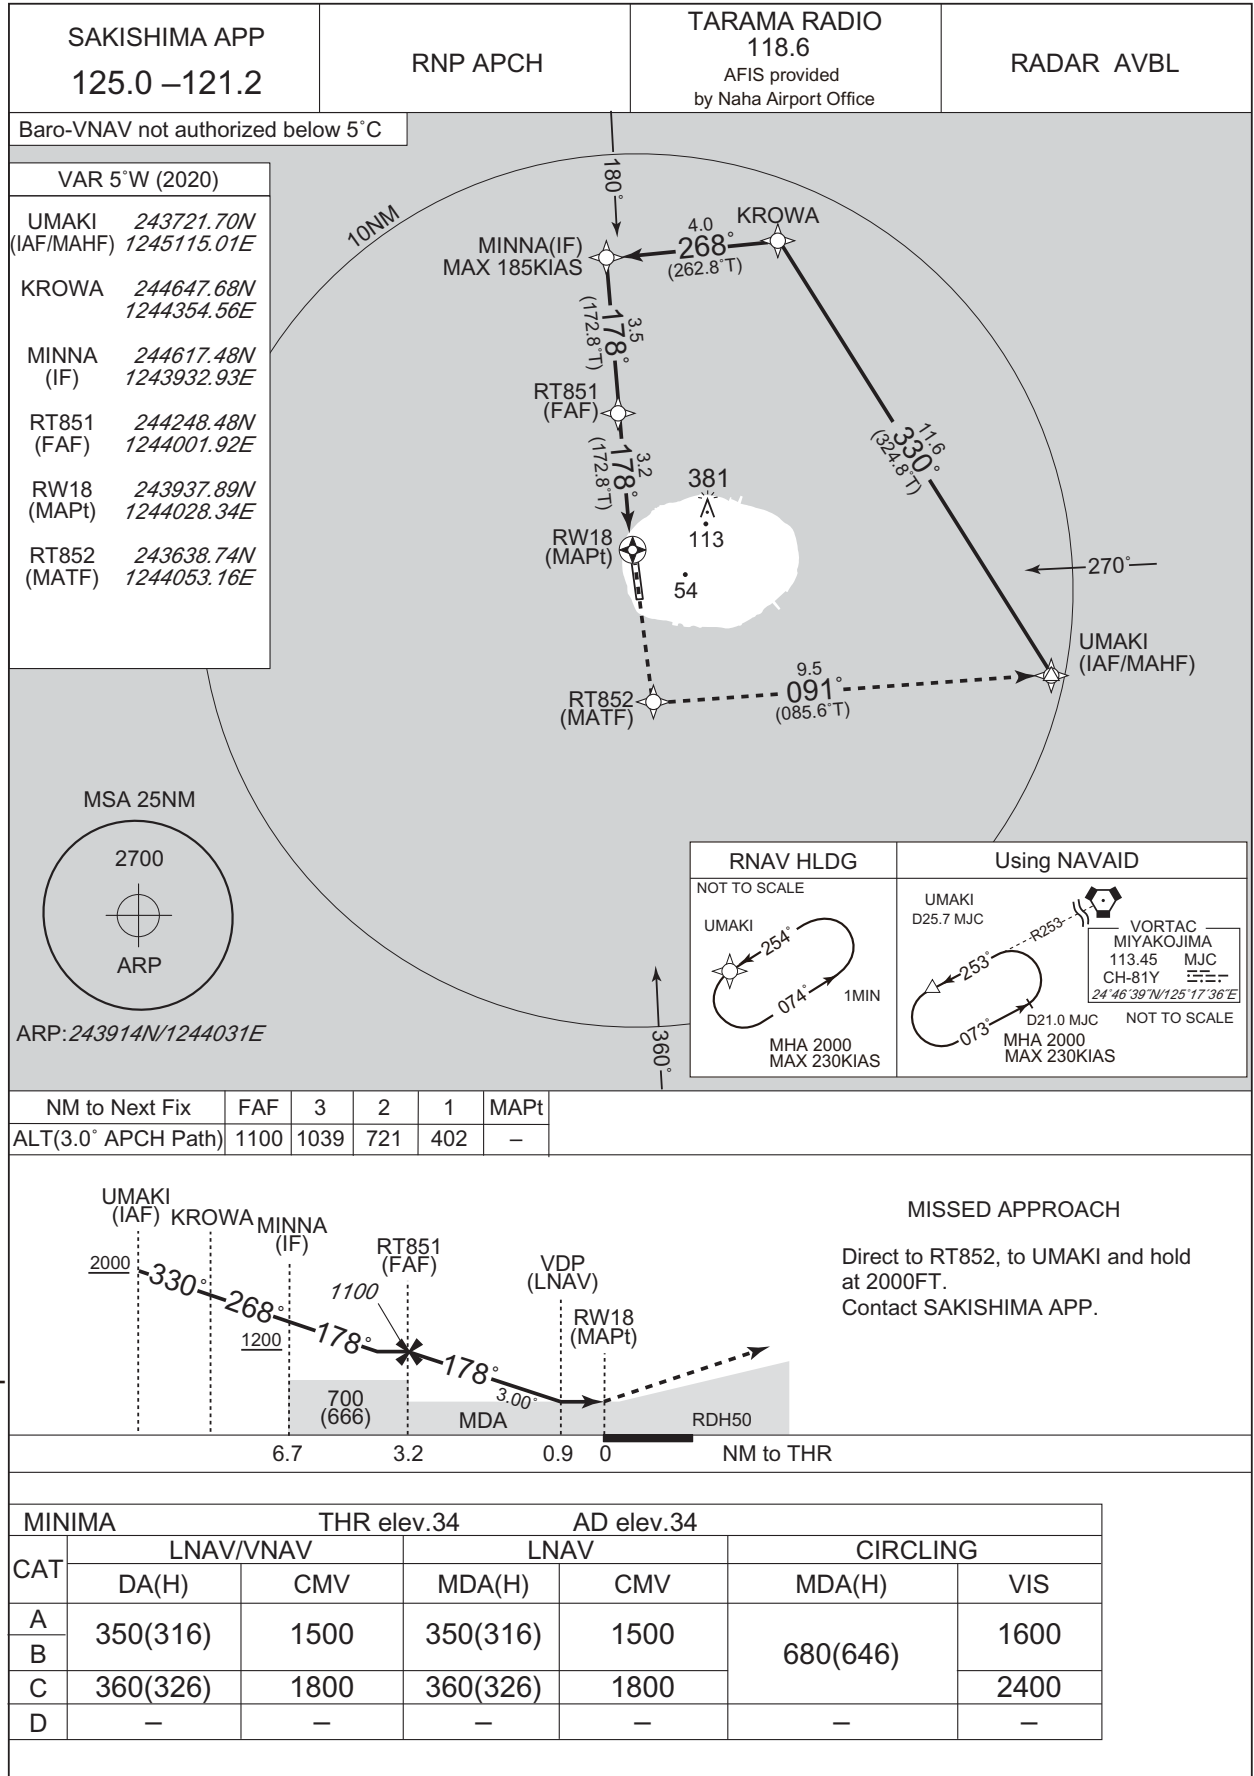 SAKISHIMA APP
125.0 –121.2
RNP APCH
TARAMA RADIO
118.6
AFIS provided
by Naha Airport Office
RADAR AVBL
Baro-VNAV not authorized below 5˚C
VAR 5˚W (2020)
UMAKI 243721.70N
(IAF/MAHF) 1245115.01E
KROWA 244647.68N
1244354.56E
MINNA 244617.48N
(IF) 1243932.93E
RT851 244248.48N
(FAF) 1244001.92E
RW18 243937.89N
(MAPt) 1244028.34E
RT852 243638.74N
(MATF) 1244053.16E
10NM
180˚
MINNA(IF)
MAX 185KIAS
4.0
268˚
(262.8˚T)
KROWA
3.5
178˚
(172.8˚T)
RT851
(FAF)
3.2
178˚
(172.8˚T)
11.6
330˚
(324.8˚T)
381
113
54
RW18
(MAPt)
270˚
UMAKI
(IAF/MAHF)
RT852
(MATF)
9.5
091˚
(085.6˚T)
MSA 25NM
2700
ARP
ARP:243914N/1244031E
360˚
RNAV HLDG
NOT TO SCALE
UMAKI
254˚
074˚
1MIN
MHA 2000
MAX 230KIAS
Using NAVAID
UMAKI
D25.7 MJC
R253
253˚
073˚
D21.0 MJC
MHA 2000
MAX 230KIAS
VORTAC
MIYAKOJIMA
113.45 MJC
CH-81Y
24˚46′39″N/125˚17′36″E
NOT TO SCALE
NM to Next Fix FAF 3 2 1 MAPt
ALT(3.0˚ APCH Path) 1100 1039 721 402 –
UMAKI
(IAF)
KROWA
MINNA
(IF)
RT851
(FAF)
VDP
(LNAV)
RW18
(MAPt)
2000
330˚
268˚
1200
178˚
1100
178˚
3.00˚
700
(666)
MDA
RDH50
6.7 3.2 0.9 0 NM to THR
MISSED APPROACH
Direct to RT852, to UMAKI and hold
at 2000FT.
Contact SAKISHIMA APP.
MINIMA THR elev.34 AD elev.34
CAT LNAV/VNAV LNAV CIRCLING
DA(H) CMV MDA(H) CMV MDA(H) VIS
A
B
350(316) 1500 350(316) 1500 680(646) 1600
C 360(326) 1800 360(326) 1800 2400
D – – – – – –